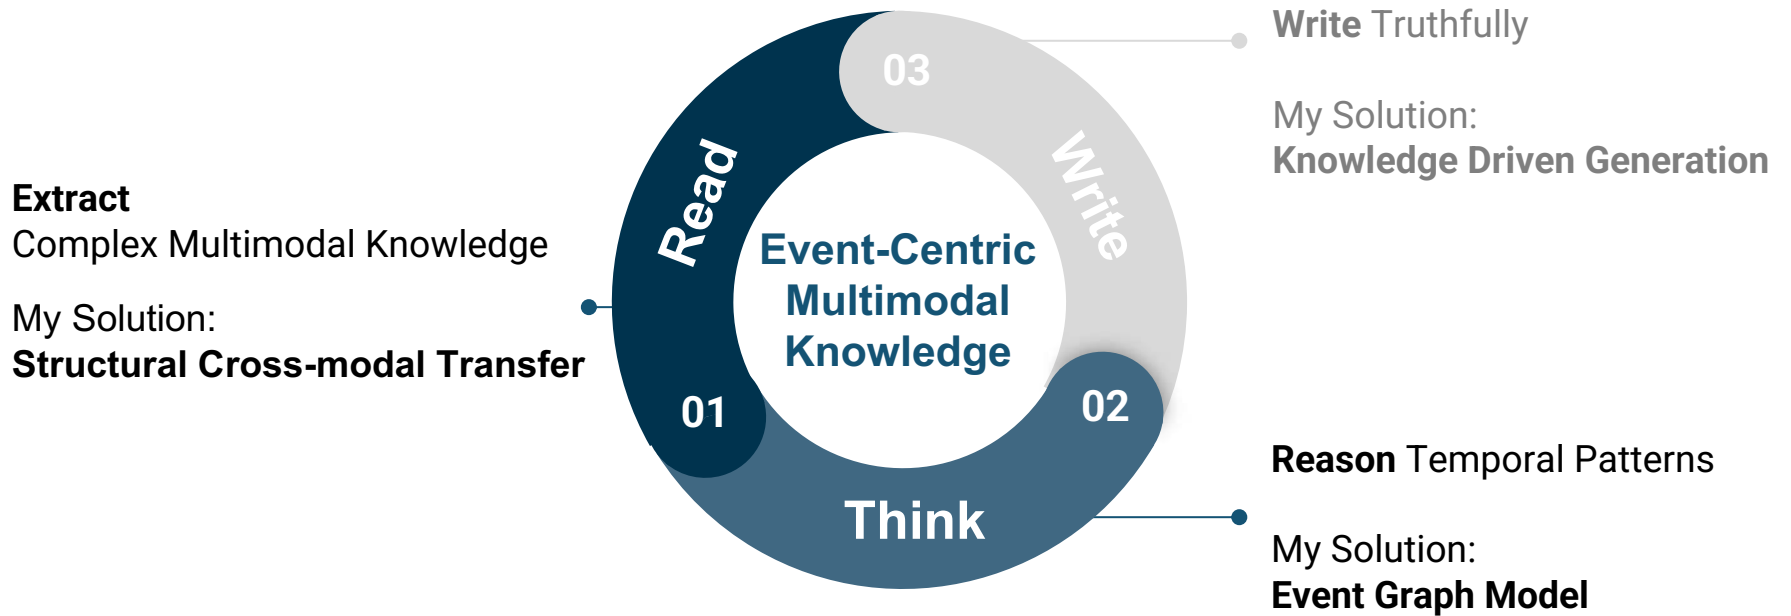 Extract
Complex Multimodal Knowledge
My Solution:
Structural Cross-modal Transfer
Read
01
Event-Centric
Multimodal
Knowledge
Think
02
Reason Temporal Patterns
My Solution:
Event Graph Model
03
Write
Write Truthfully
My Solution:
Knowledge Driven Generation